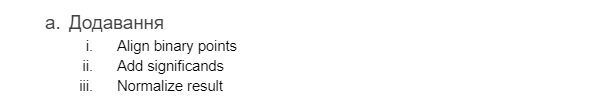 a. Додавання
i. Align binary points
ii. Add significands
iii. Normalize result